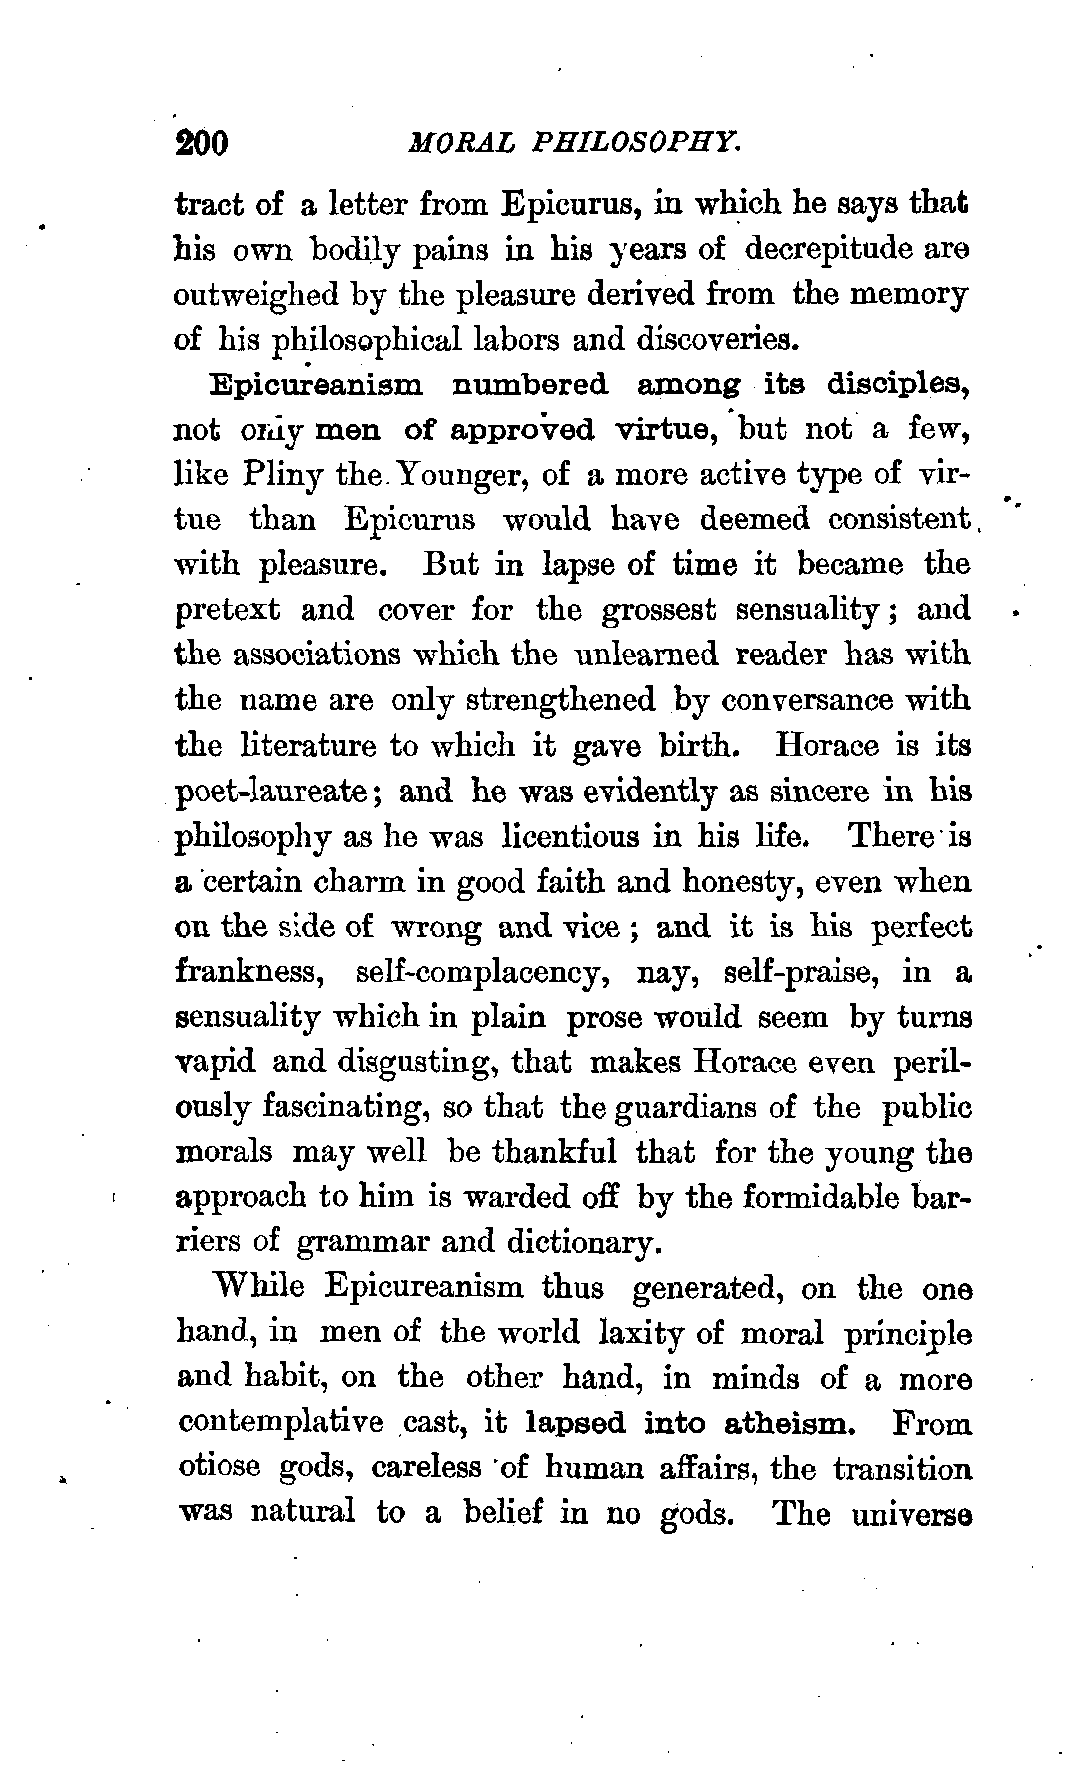 200 MORAL PHILOSOPHY.
tract of a letter from Epicurus, in which he says that
his own bodily pains in his years of decrepitude are
outweighed by the pleasure derived from the memory
of his philosophical labors and discoveries.
Epicureanism numbered among its disciples,
not only men of approved virtue, but not a few,
like Pliny the Younger, of a more active type of vir-
tue than Epicurus would have deemed consistent
with pleasure. But in lapse of time it became the
pretext and cover for the grossest sensuality; and
the associations which the unlearned reader has with
the name are only strengthened by conversance with
the literature to which it gave birth. Horace is its
poet-laureate; and he was evidently as sincere in his
philosophy as he was licentious in his life. There is
a certain charm in good faith and honesty, even when
on the side of wrong and vice; and it is his perfect
frankness, self-complacency, nay, self-praise, in a
sensuality which in plain prose would seem by turns
vapid and disgusting, that makes Horace even peril-
ously fascinating, so that the guardians of the public
morals may well be thankful that for the young the
approach to him is warded off by the formidable bar-
riers of grammar and dictionary.
While Epicureanism thus generated, on the one
hand, in men of the world laxity of moral principle
and habit, on the other hand, in minds of a more
contemplative cast, it lapsed into atheism. From
otiose gods, careless of human affairs, the transition
was natural to a belief in no gods. The universe